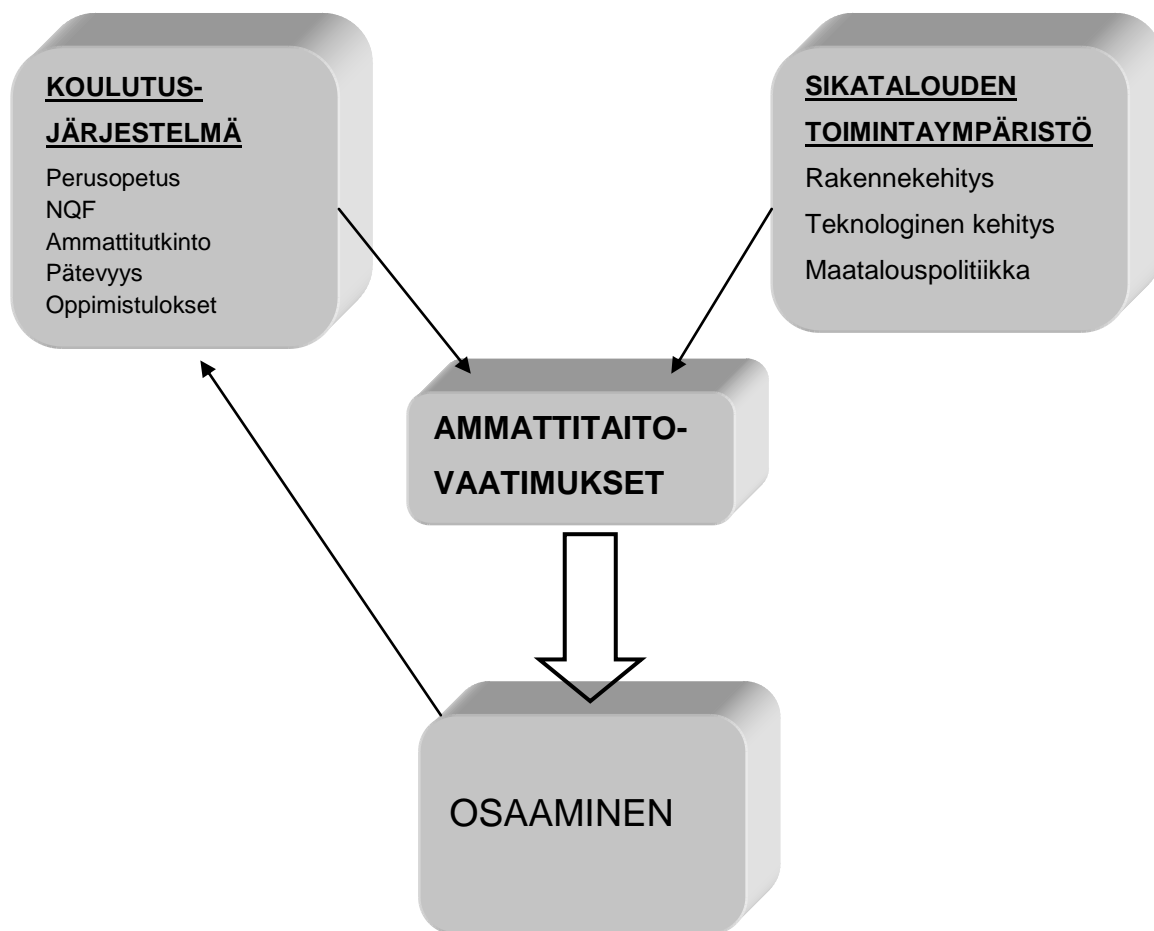 KOULUTUS-
JÄRJESTELMÄ
Perusopetus
NQF
Ammattitutkinto
Pätevyys
Oppimistulokset
SIKATALOUDEN
TOIMINTAYMPÄRISTÖ
Rakennekehitys
Teknologinen kehitys
Maatalouspolitiikka
AMMATTITAITO-
VAATIMUKSET
OSAAMINEN